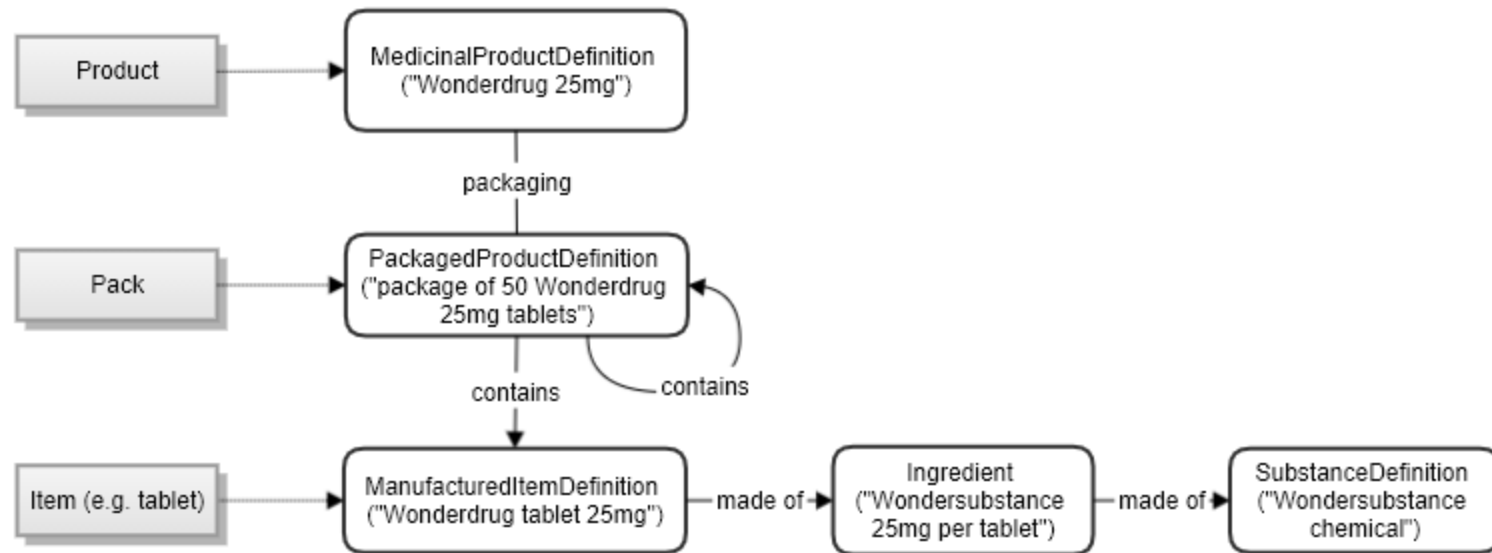 Product
MedicinalProductDefinition
("Wonderdrug 25mg")
packaging
Pack
PackagedProductDefinition
("package of 50 Wonderdrug
25mg tablets")
contains
contains
Item (e.g. tablet)
ManufacturedItemDefinition
("Wonderdrug tablet 25mg")
made of
Ingredient
("Wondersubstance
25mg per tablet")
made of
SubstanceDefinition
("Wondersubstance
chemical")